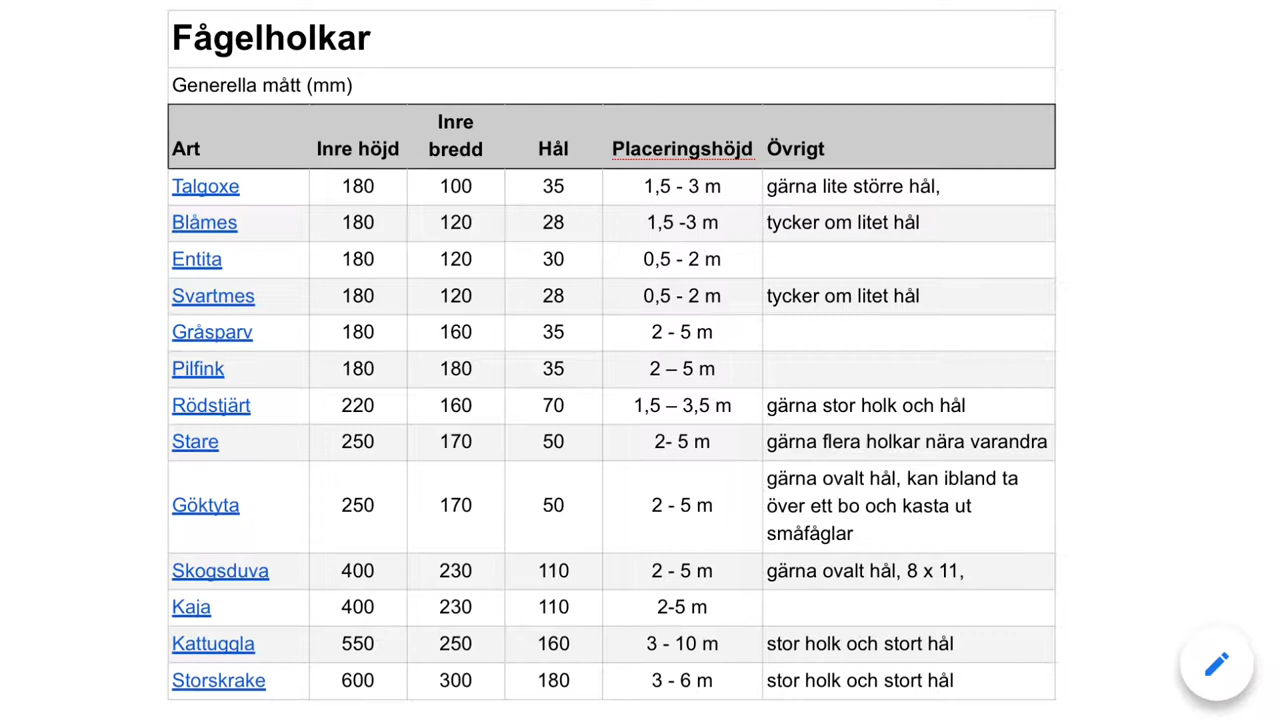 Fågelholkar
Generella mått (mm)
Art Inre höjd Inre bredd Hål Placeringshöjd Övrigt
Talgoxe 180 100 35 1,5 - 3 m gärna lite större hål,
Blåmes 180 120 28 1,5 -3 m tycker om litet hål
Entita 180 120 30 0,5 - 2 m
Svartmes 180 120 28 0,5 - 2 m tycker om litet hål
Gråsparv 180 160 35 2 - 5 m
Pilfink 180 180 35 2 – 5 m
Rödstjärt 220 160 70 1,5 – 3,5 m gärna stor holk och hål
Stare 250 170 50 2- 5 m gärna flera holkar nära varandra
Göktyta 250 170 50 2 - 5 m gärna ovalt hål, kan ibland ta
över ett bo och kasta ut
småfåglar
Skogsduva 400 230 110 2 - 5 m gärna ovalt hål, 8 x 11,
Kaja 400 230 110 2-5 m
Kattuggla 550 250 160 3 - 10 m stor holk och stort hål
Storskrake 600 300 180 3 - 6 m stor holk och stort hål